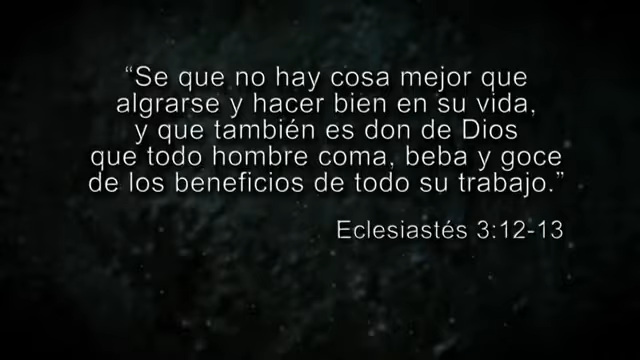 “Se que no hay cosa mejor que
algrarse y hacer bien en su vida,
y que también es don de Dios
que todo hombre coma, beba y goce
de los beneficios de todo su trabajo.”
Eclesiastés 3:12-13